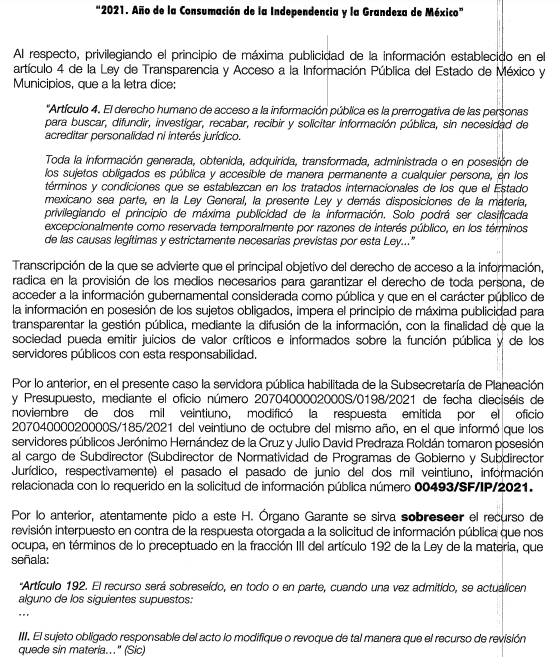 "2021. Año de la Consumación de la Independencia y la Grandeza de México"
Al respecto, privilegiando el principio de máxima publicidad de la información establecido en el
artículo 4 de la Ley de Transparencia y Acceso a la Información Pública del Estado de México y
Municipios, que a la letra dice:
"Artículo 4. El derecho humano de acceso a la información pública es la prerrogativa de las personas
para buscar, difundir, investigar, recabar, recibir y solicitar información pública, sin necesidad de
acreditar personalidad ni interés jurídico.
Toda la información generada, obtenida, adquirida, transformada, administrada o en posesión de
los sujetos obligados es pública y accesible de manera permanente a cualquier persona, en los
términos y condiciones que se establezcan en los tratados internacionales de los que el Estado
mexicano sea parte, en la Ley General, la presente Ley y demás disposiciones de la materia,
privilegiando el principio de máxima publicidad de la información. Solo podrá ser clasificada
excepcionalmente como reservada temporalmente por razones de interés público, en los términos
de las causas legítimas y estrictamente necesarias previstas por esta Ley..."
Transcripción de la que se advierte que el principal objetivo del derecho de acceso a la información,
radica en la provisión de los medios necesarios para garantizar el derecho de toda persona, de
acceder a la información gubernamental considerada como pública y que en el carácter público de
la información en posesión de los sujetos obligados, impera el principio de máxima publicidad para
transparentar la gestión pública, mediante la difusión de la información, con la finalidad de que la
sociedad pueda emitir juicios de valor críticos e informados sobre la función pública y de los
servidores públicos con esta responsabilidad.
Por lo anterior, en el presente caso la servidora pública habilitada de la Subsecretaría de Planeación
y Presupuesto, mediante el oficio número 2070400002000S/0198/2021 de fecha dieciséis de
noviembre de dos mil veintiuno, modificó la respuesta emitida por el oficio
20704000020000S/185/2021 del veintiuno de octubre del mismo año, en el que informó que los
servidores públicos Jerónimo Hernández de la Cruz y Julio David Predraza Roldán tomaron posesión
al cargo de Subdirector (Subdirector de Normatividad de Programas de Gobierno y Subdirector
Jurídico, respectivamente) el pasado el pasado de junio del dos mil veintiuno, información
relacionada con lo requerido en la solicitud de información pública número 00493/SF/IP/2021.
Por lo anterior, atentamente pido a este H. Órgano Garante se sirva sobreseer el recurso de
revisión interpuesto en contra de la respuesta otorgada a la solicitud de información pública que nos
ocupa, en términos de lo preceptuado en la fracción III del artículo 192 de la Ley de la materia, que
señala:
"Artículo 192. El recurso será sobreseído, en todo o en parte, cuando una vez admitido, se actualicen
alguno de los siguientes supuestos:
...
III. El sujeto obligado responsable del acto lo modifique o revoque de tal manera que el recurso de revisión
quede sin materia..." (Sic)